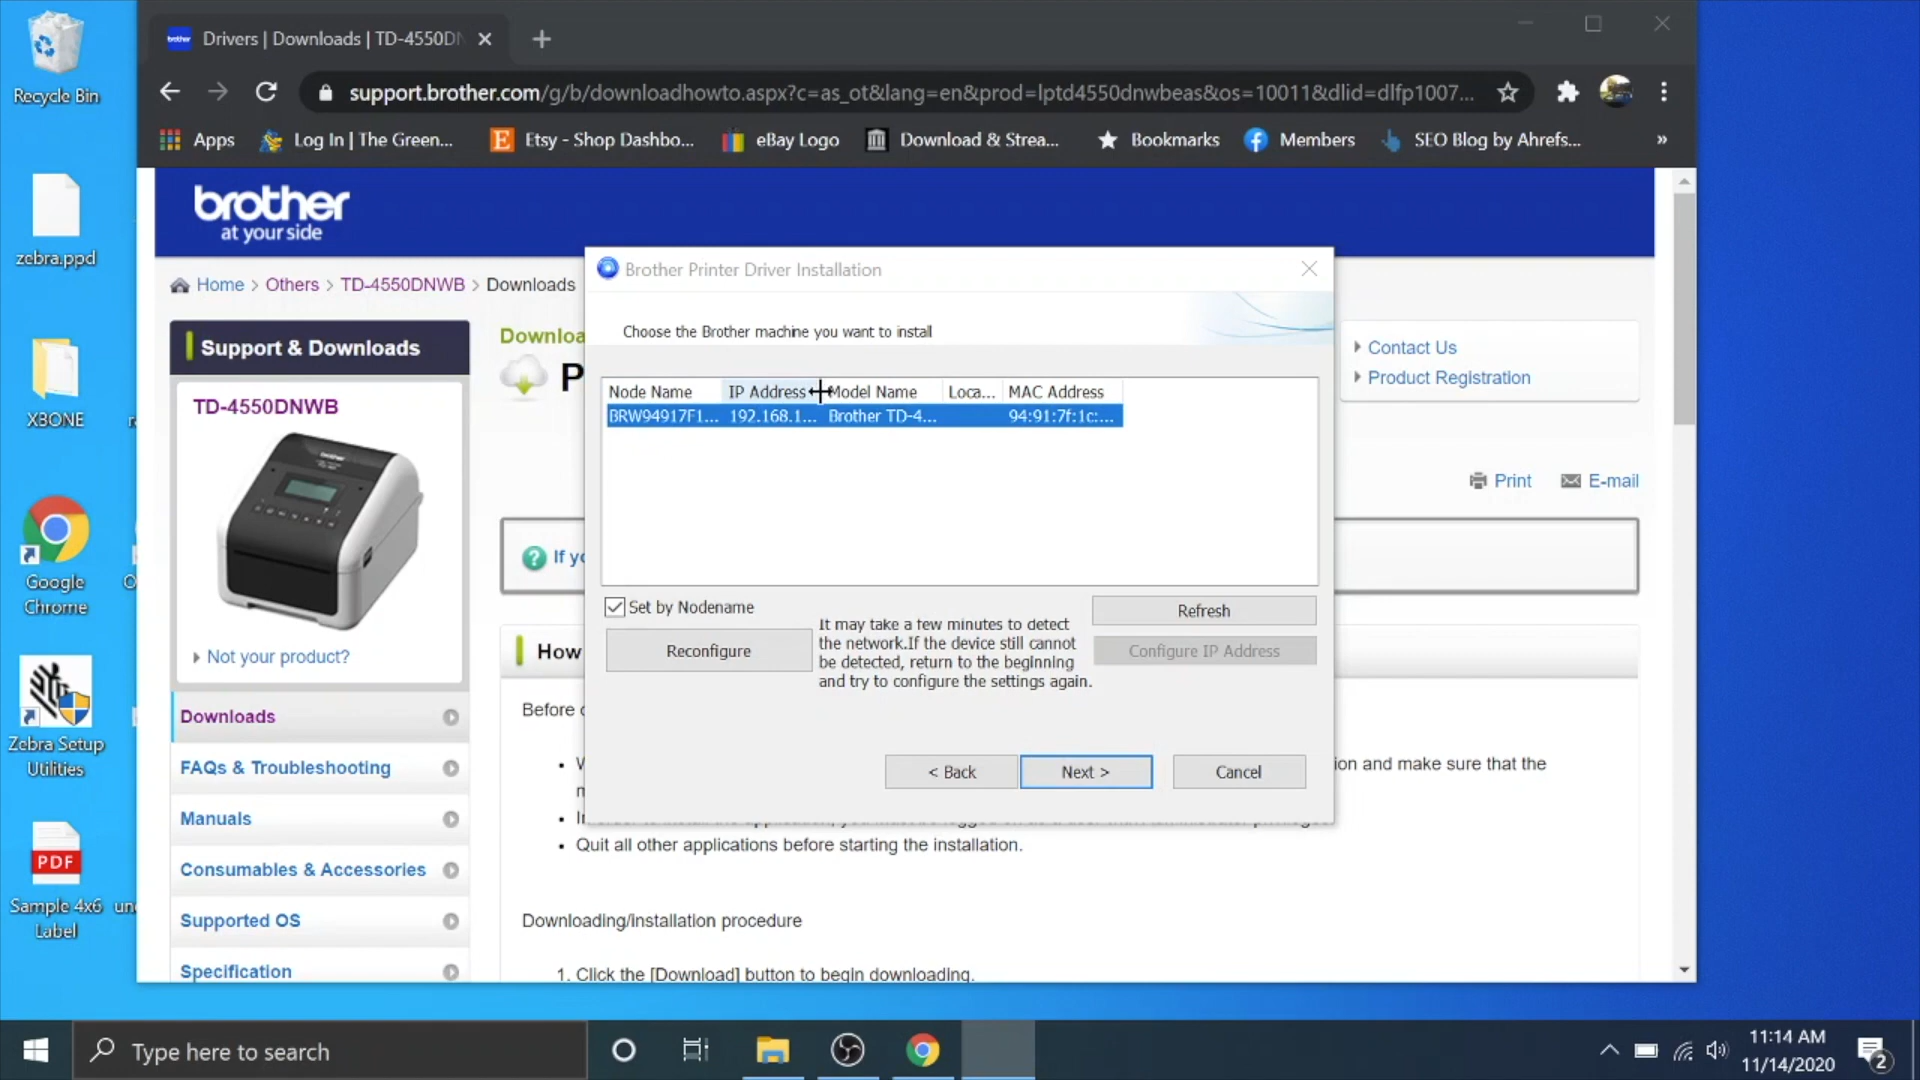 Recycle Bin
zebra.ppd
XBONE
Google
Chrome
Zebra Setup
Utilities
PDF
Sample 4x6
Label
brother
Drivers | Downloads | TD-4550DN
support.brother.com/g/b/downloadhowto.aspx?c=as_ot&lang=en&prod=lptd4550dnwbeas&os=10011&dlid=dlfp1007...
Apps
Log In | The Green...
E
Etsy - Shop Dashbo...
eBay Logo
Download & Strea...
Bookmarks
Members
SEO Blog by Ahrefs...
»
brother
at your side
Home > Others > TD-4550DNWB > Downloads
Support & Downloads
TD-4550DNWB
Not your product?
Downloads
FAQs & Troubleshooting
Manuals
Consumables & Accessories
Supported OS
Specification
Downloa
P
Contact Us
Product Registration
Print
E-mail
? If yo
How
Before
ion and make sure that the
Quit all other applications before starting the installation.
Downloading/installation procedure
1. Click the [Download] button to begin downloading.
Brother Printer Driver Installation
Choose the Brother machine you want to install
Node Name IP Address Model Name Loca... MAC Address
BRW94917F1... 192.168.1... Brother TD-4... 94:91:7f:1c:...
Set by Nodename
Reconfigure
It may take a few minutes to detect
the network.If the device still cannot
be detected, return to the beginning
and try to configure the settings again.
Refresh
Configure IP Address
< Back
Next >
Cancel
Type here to search
11:14 AM
11/14/2020
2